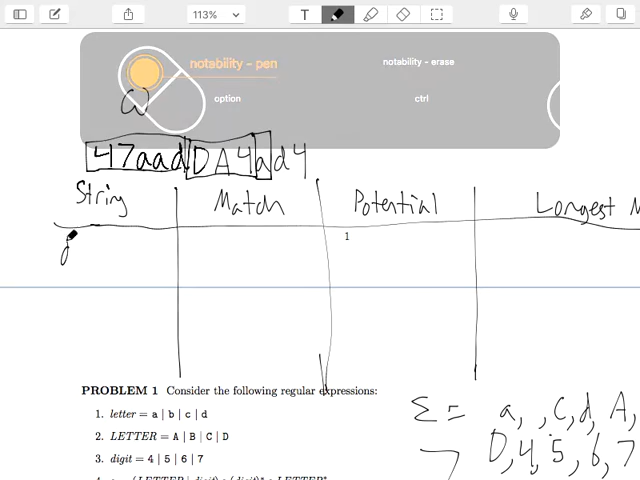 113%
T
notability - pen
notability - erase
a
option
ctrl
47aadDA4ad4
String
Match
Potential
Longest M
1
PROBLEM 1 Consider the following regular expressions:
1. letter = a | b | c | d
2. LETTER = A | B | C | D
3. digit = 4 | 5 | 6 | 7
Σ = a, ,c,d, A,
D,4,5,6,7